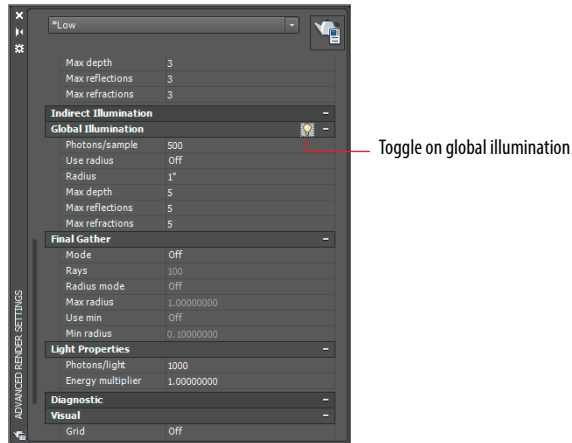 *Low
Max depth 3
Max reflections 3
Max refractions 3
Indirect Illumination
Global Illumination
Photons/sample 500
Use radius Off
Radius 1"
Max depth 5
Max reflections 5
Max refractions 5
Final Gather
Mode Off
Rays 100
Radius mode Off
Max radius 1.00000000
Use min Off
Min radius 0.10000000
Light Properties
Photons/light 1000
Energy multiplier 1.00000000
Diagnostic
Visual
Grid Off
ADVANCED RENDER SETTINGS
Toggle on global illumination